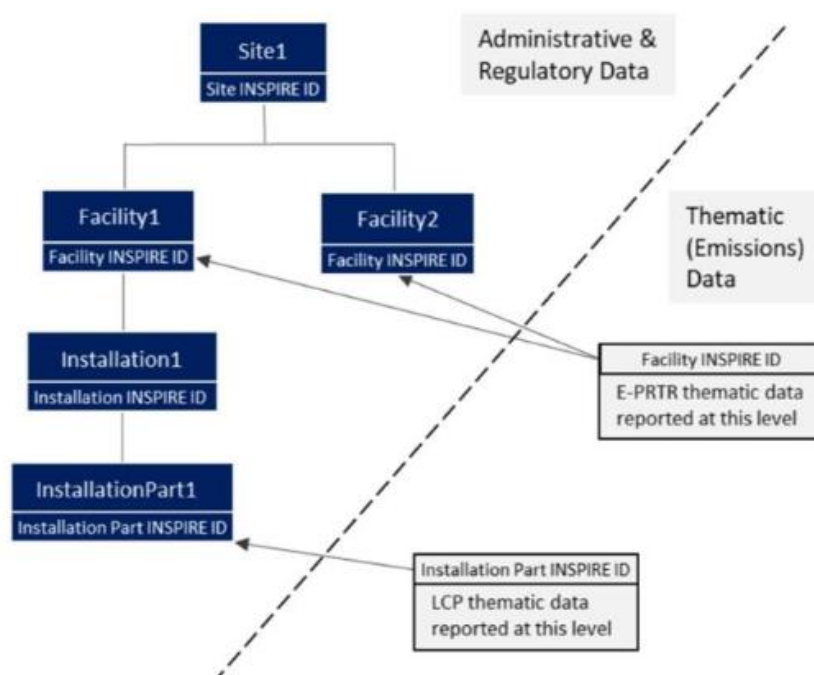 Site1
Site INSPIRE ID
Administrative &
Regulatory Data
Facility1
Facility INSPIRE ID
Facility2
Facility INSPIRE ID
Thematic
(Emissions)
Data
Installation1
Installation INSPIRE ID
Facility INSPIRE ID
E-PRTR thematic data
reported at this level
InstallationPart1
Installation Part INSPIRE ID
Installation Part INSPIRE ID
LCP thematic data
reported at this level